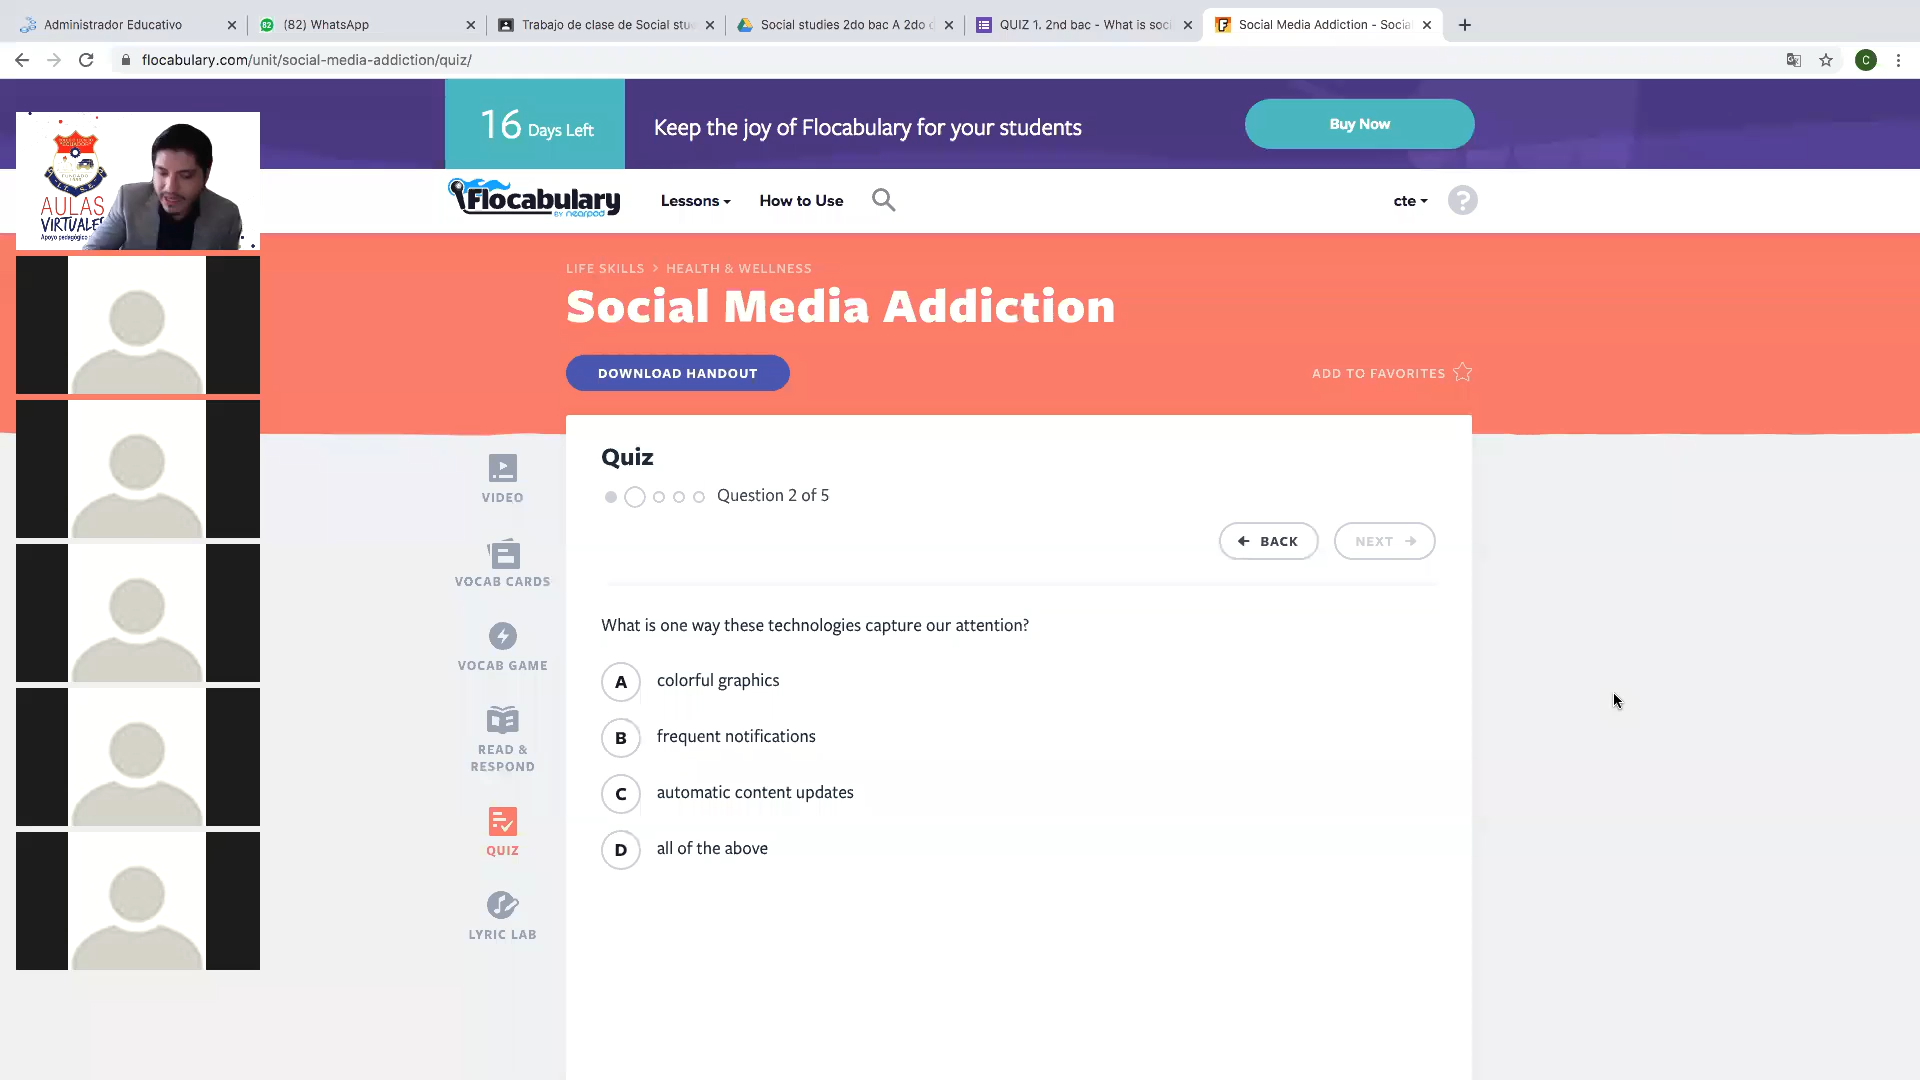 Administrador Educativo
(82) WhatsApp
Trabajo de clase de Social stu
Social studies 2do bac A 2do
QUIZ 1. 2nd bac - What is soci
Social Media Addiction - Social
flocabulary.com/unit/social-media-addiction/quiz/
C
16 Days Left
Keep the joy of Flocabulary for your students
Buy Now
Flocabulary
BY nearpod
Lessons
How to Use
cte
?
AULAS
VIRTUALES
Apoyo pedagógico
LIFE SKILLS > HEALTH & WELLNESS
Social Media Addiction
DOWNLOAD HANDOUT
ADD TO FAVORITES
VIDEO
VOCAB CARDS
VOCAB GAME
READ &
RESPOND
QUIZ
LYRIC LAB
Quiz
Question 2 of 5
BACK
NEXT
What is one way these technologies capture our attention?
A colorful graphics
B frequent notifications
C automatic content updates
D all of the above